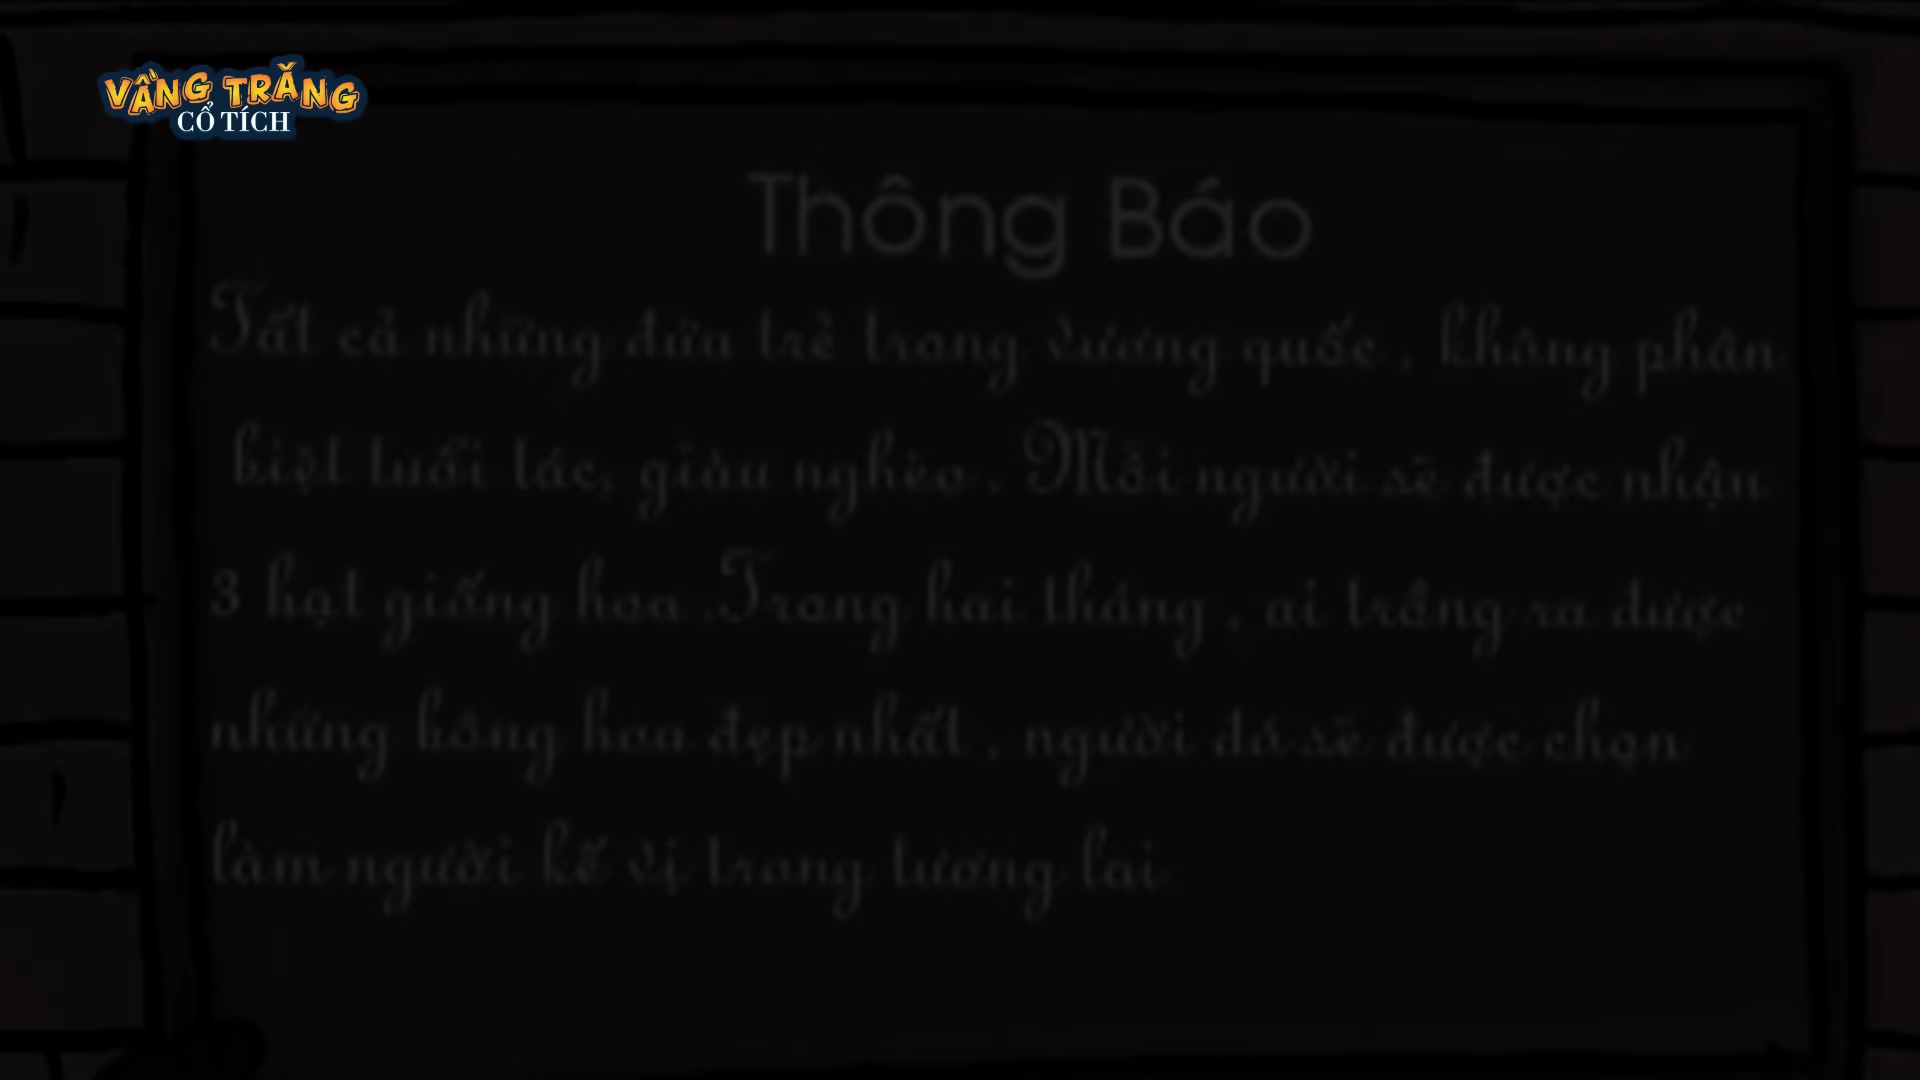 VẦNG TRĂNG
CỔ TÍCH
Thông Báo
Tất cả những đứa trẻ trong vương quốc , không phân
biệt tuổi tác, giàu nghèo . Mỗi người sẽ được nhận
3 hạt giống hoa .Trong hai tháng , ai trồng ra được
những bông hoa đẹp nhất , người đó sẽ được chọn
làm người kế vị trong tương lai